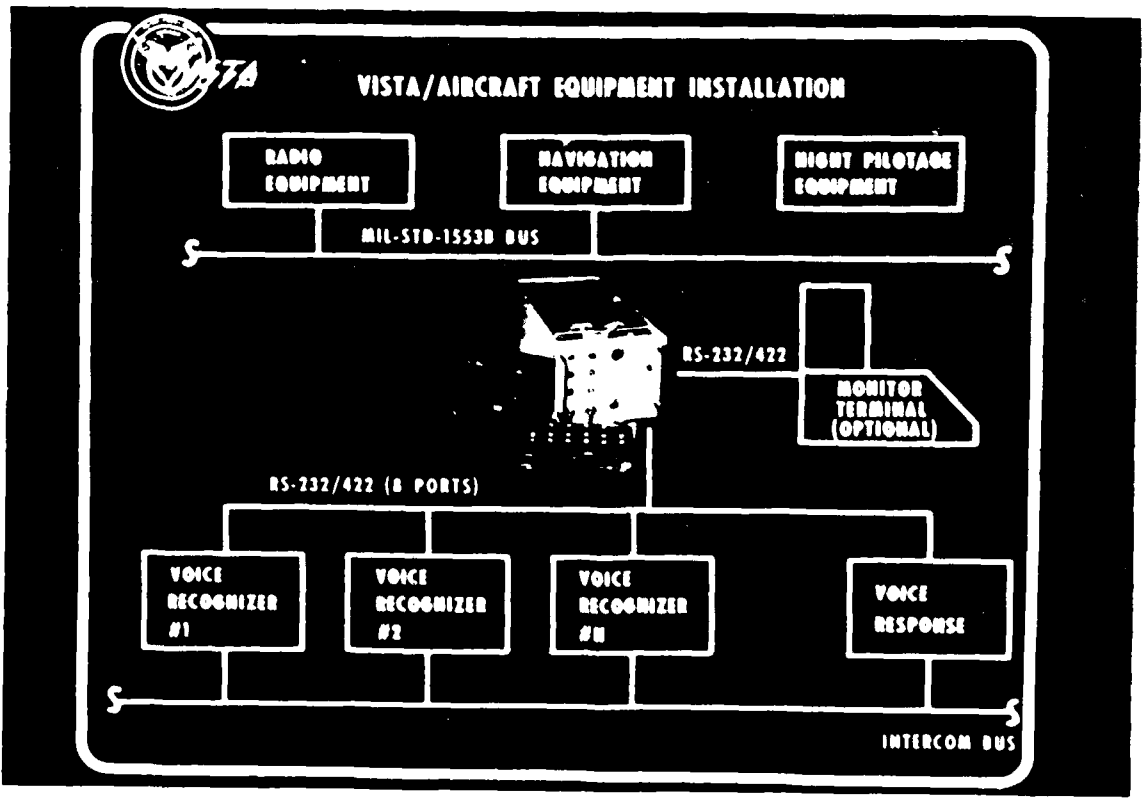 VISTA
VISTA/AIRCRAFT EQUIPMENT INSTALLATION
RADIO
EQUIPMENT
NAVIGATION
EQUIPMENT
NIGHT PILOTAGE
EQUIPMENT
MIL-STD-1553B BUS
RS-232/422
MONITOR
TERMINAL
(OPTIONAL)
RS-232/422 (8 PORTS)
VOICE
RECOGNIZER
#1
VOICE
RECOGNIZER
#2
VOICE
RECOGNIZER
#N
VOICE
RESPONSE
INTERCOM BUS